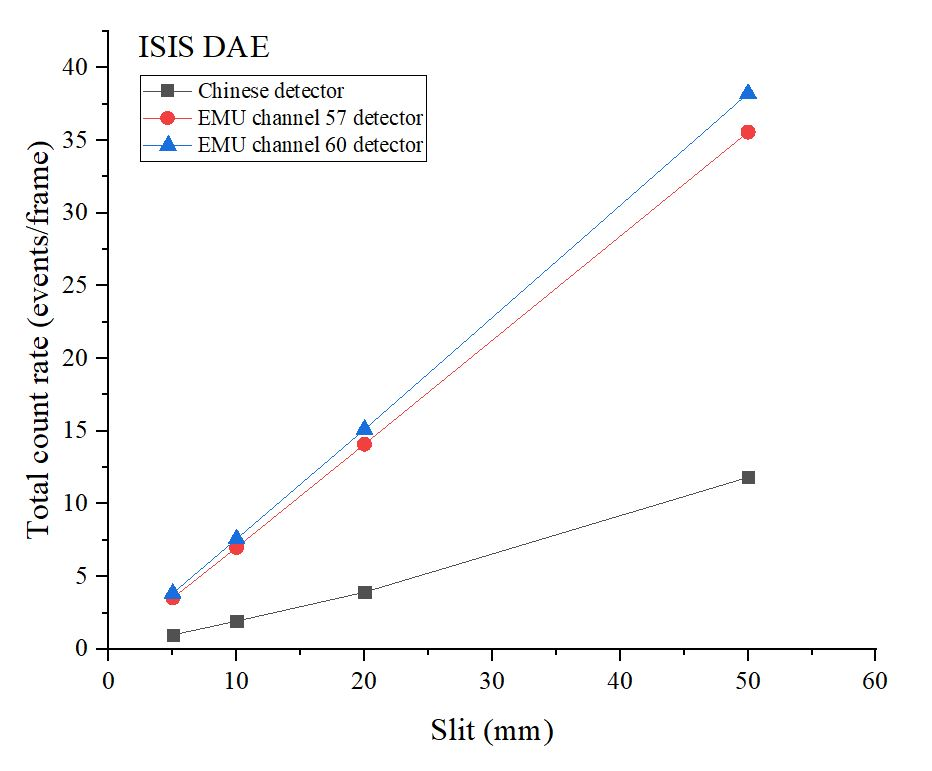 ISIS DAE
Chinese detector
EMU channel 57 detector
EMU channel 60 detector
Total count rate (events/frame)
40
35
30
25
20
15
10
5
0
0 10 20 30 40 50 60
Slit (mm)